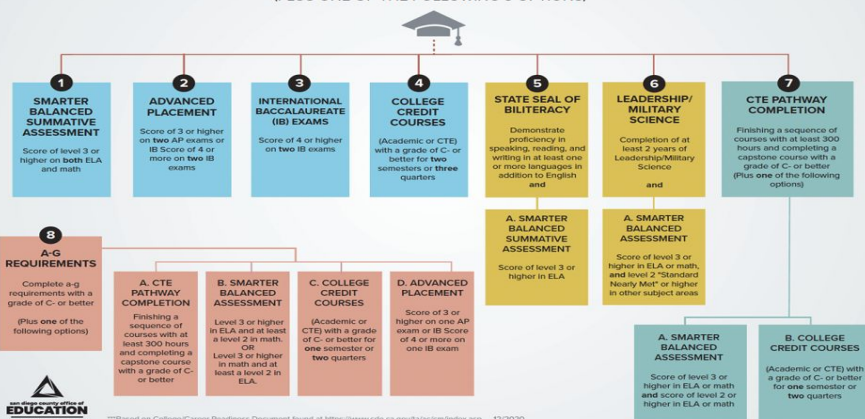 (PLUS ONE OF THE FOLLOWING 8 OPTIONS)
1
SMARTER
BALANCED
SUMMATIVE
ASSESSMENT
Score of level 3 or
higher on both ELA
and math
2
ADVANCED
PLACEMENT
Score of 3 or higher
on two AP exams or
IB Score of 4 or
more on two IB
exams
3
INTERNATIONAL
BACCALAUREATE
(IB) EXAMS
Score of 4 or higher
on two IB exams
4
COLLEGE
CREDIT
COURSES
(Academic or CTE)
with a grade of C- or
better for two
semesters or three
quarters
5
STATE SEAL OF
BILITERACY
Demonstrate
proficiency in
speaking, reading, and
writing in at least one
or more languages in
addition to English
and
A. SMARTER
BALANCED
SUMMATIVE
ASSESSMENT
Score of level 3 or
higher in ELA
6
LEADERSHIP/
MILITARY
SCIENCE
Completion of at
least 2 years of
Leadership/Military
Science
and
A. SMARTER
BALANCED
ASSESSMENT
Score of level 3 or
higher in ELA or math,
and level 2 "Standard
Nearly Met" or higher
in other subject areas
7
CTE PATHWAY
COMPLETION
Finishing a sequence of
courses with at least 300
hours and completing a
capstone course with a
grade of C- or better
(Plus one of the following
options)
A. SMARTER
BALANCED
ASSESSMENT
Score of level 3 or
higher in ELA or math
and score of level 2 or
higher in ELA or math
B. COLLEGE
CREDIT COURSES
(Academic or CTE) with
a grade of C- or better
for one semester or
two quarters
8
A-G
REQUIREMENTS
Complete a-g
requirements with a
grade of C- or better
(Plus one of the
following options)
A. CTE
PATHWAY
COMPLETION
Finishing a
sequence of
courses with at
least 300 hours
and completing a
capstone course
with a grade of C-
or better
B. SMARTER
BALANCED
ASSESSMENT
Level 3 or higher
in ELA and at least
a level 2 in math.
OR
Level 3 or higher
in math and at
least a level 2 in
ELA.
C. COLLEGE
CREDIT
COURSES
(Academic or
CTE) with a grade
of C- or better for
one semester or
two quarters
D. ADVANCED
PLACEMENT
Score of 3 or
higher on one AP
exam or IB Score
of 4 or more on
one IB exam
san diego county office of
EDUCATION
Based on College/Career Readiness Document found at 12/2020